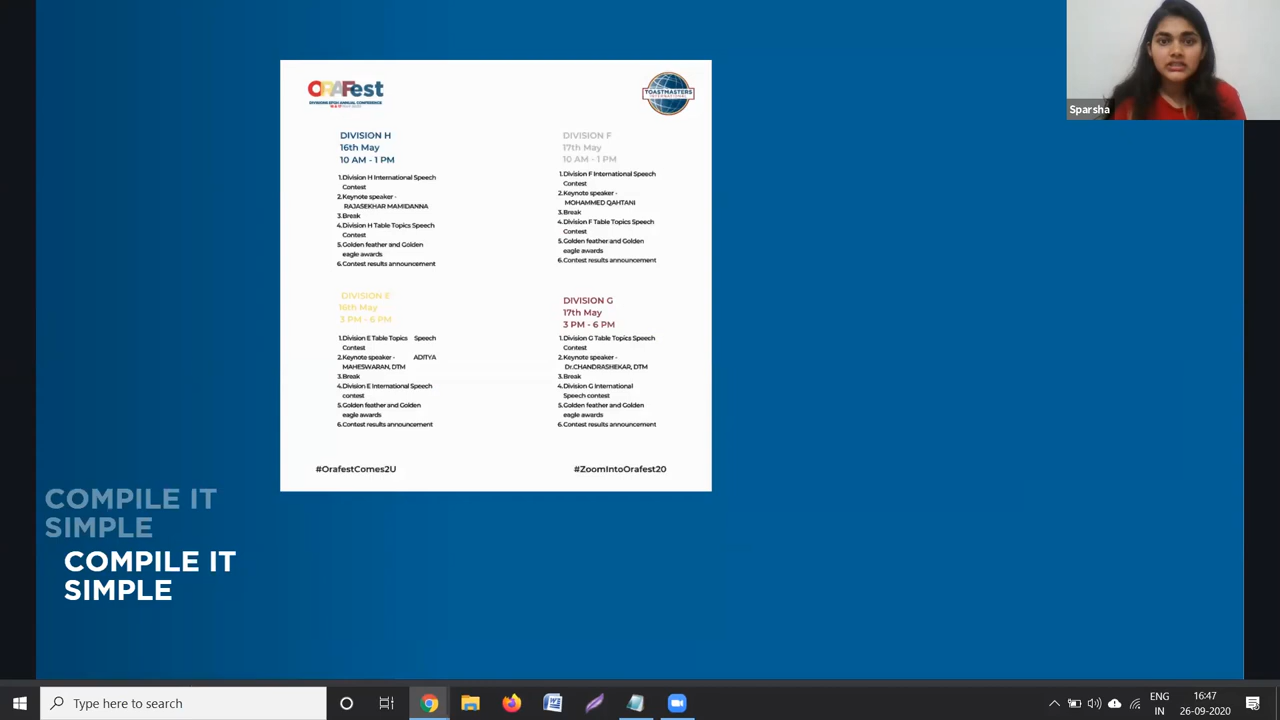 ORAFest
TOASTMASTERS
INTERNATIONAL
DIVISION H
16th May
10 AM - 1 PM
1.Division H International Speech
Contest
2.Keynote speaker -
RAJASEKHAR MAMIDANNA
3.Break
4.Division H Table Topics Speech
Contest
5.Golden feather and Golden
eagle awards
6.Contest results announcement
DIVISION F
17th May
10 AM - 1 PM
1.Division F International Speech
Contest
2.Keynote speaker -
MOHAMMED QAHTANI
3.Break
4.Division F Table Topics Speech
Contest
5.Golden feather and Golden
eagle awards
6.Contest results announcement
DIVISION E
16th May
3 PM - 6 PM
1.Division E Table Topics Speech
Contest
2.Keynote speaker - ADITYA
MAHESWARAN, DTM
3.Break
4.Division E International Speech
contest
5.Golden feather and Golden
eagle awards
6.Contest results announcement
DIVISION G
17th May
3 PM - 6 PM
1.Division G Table Topics Speech
Contest
2.Keynote speaker -
Dr.CHANDRASHEKAR, DTM
3.Break
4.Division G International
Speech contest
5.Golden feather and Golden
eagle awards
6.Contest results announcement
#OrafestComes2U
#ZoomIntoOrafest20
COMPILE IT
SIMPLE
COMPILE IT
SIMPLE
Sparsha
Type here to search
ENG
IN
16:47
26-09-2020